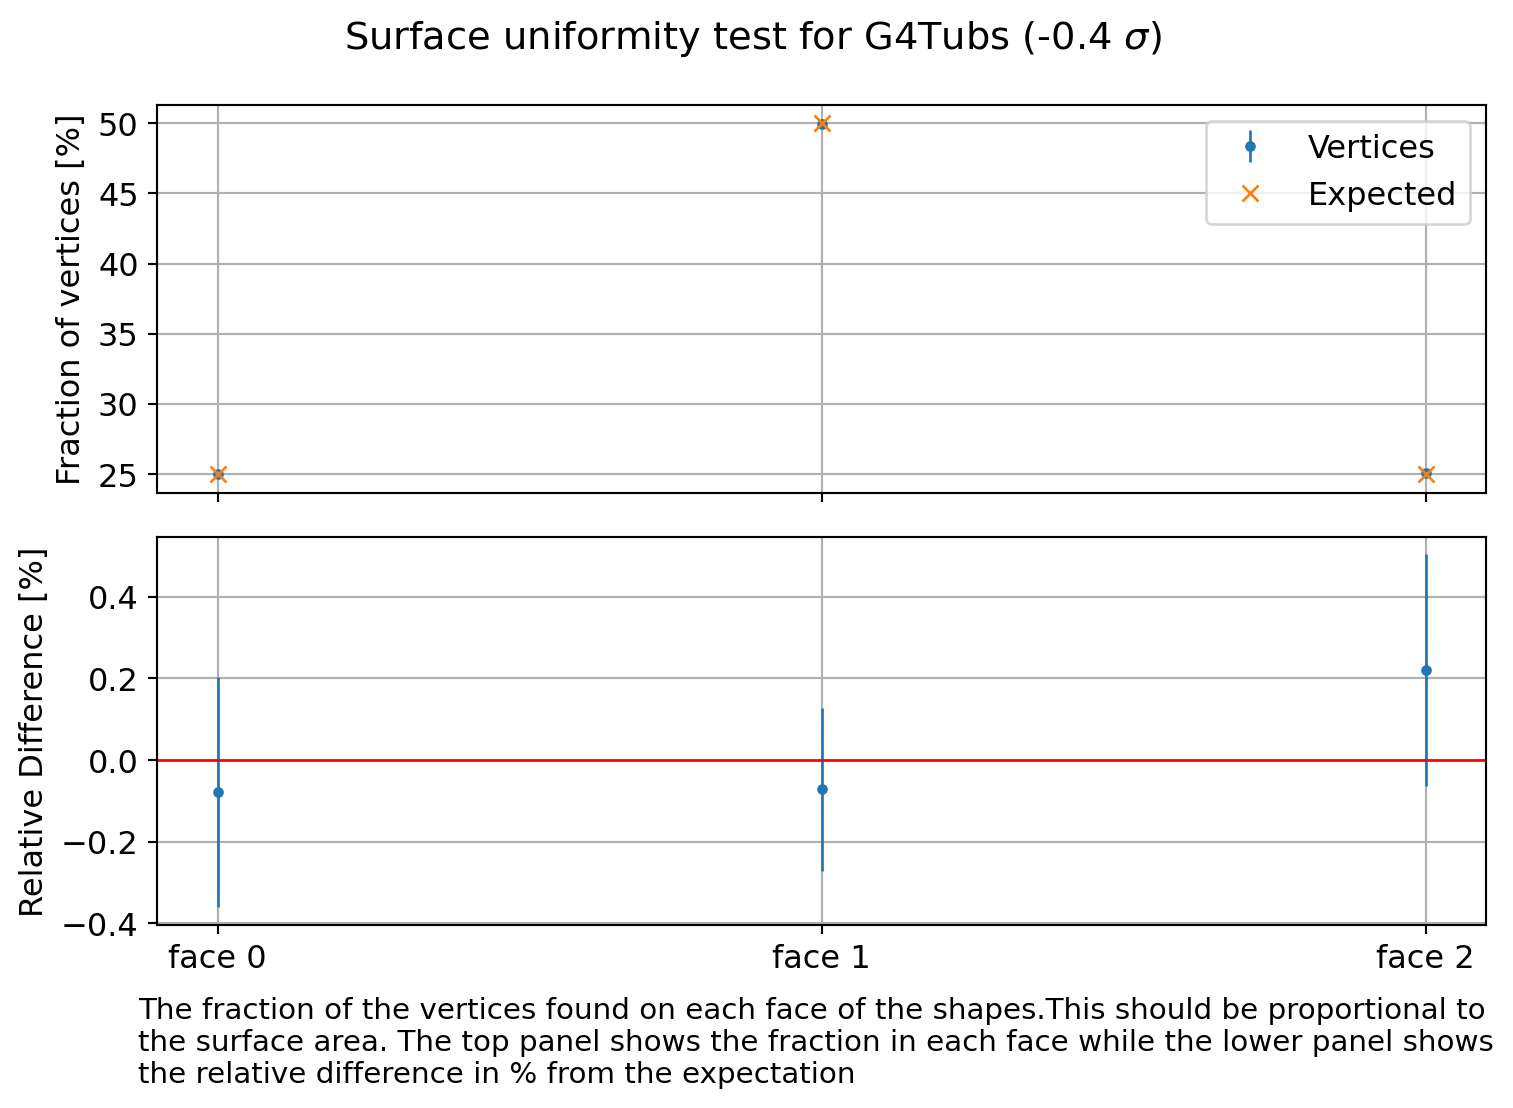 Surface uniformity test for G4Tubs (-0.4 σ)
Fraction of vertices [%]
50
45
40
35
30
25
Vertices
Expected
Relative Difference [%]
0.4
0.2
0.0
−0.2
−0.4
face 0
face 1
face 2
The fraction of the vertices found on each face of the shapes.This should be proportional to
the surface area. The top panel shows the fraction in each face while the lower panel shows
the relative difference in % from the expectation